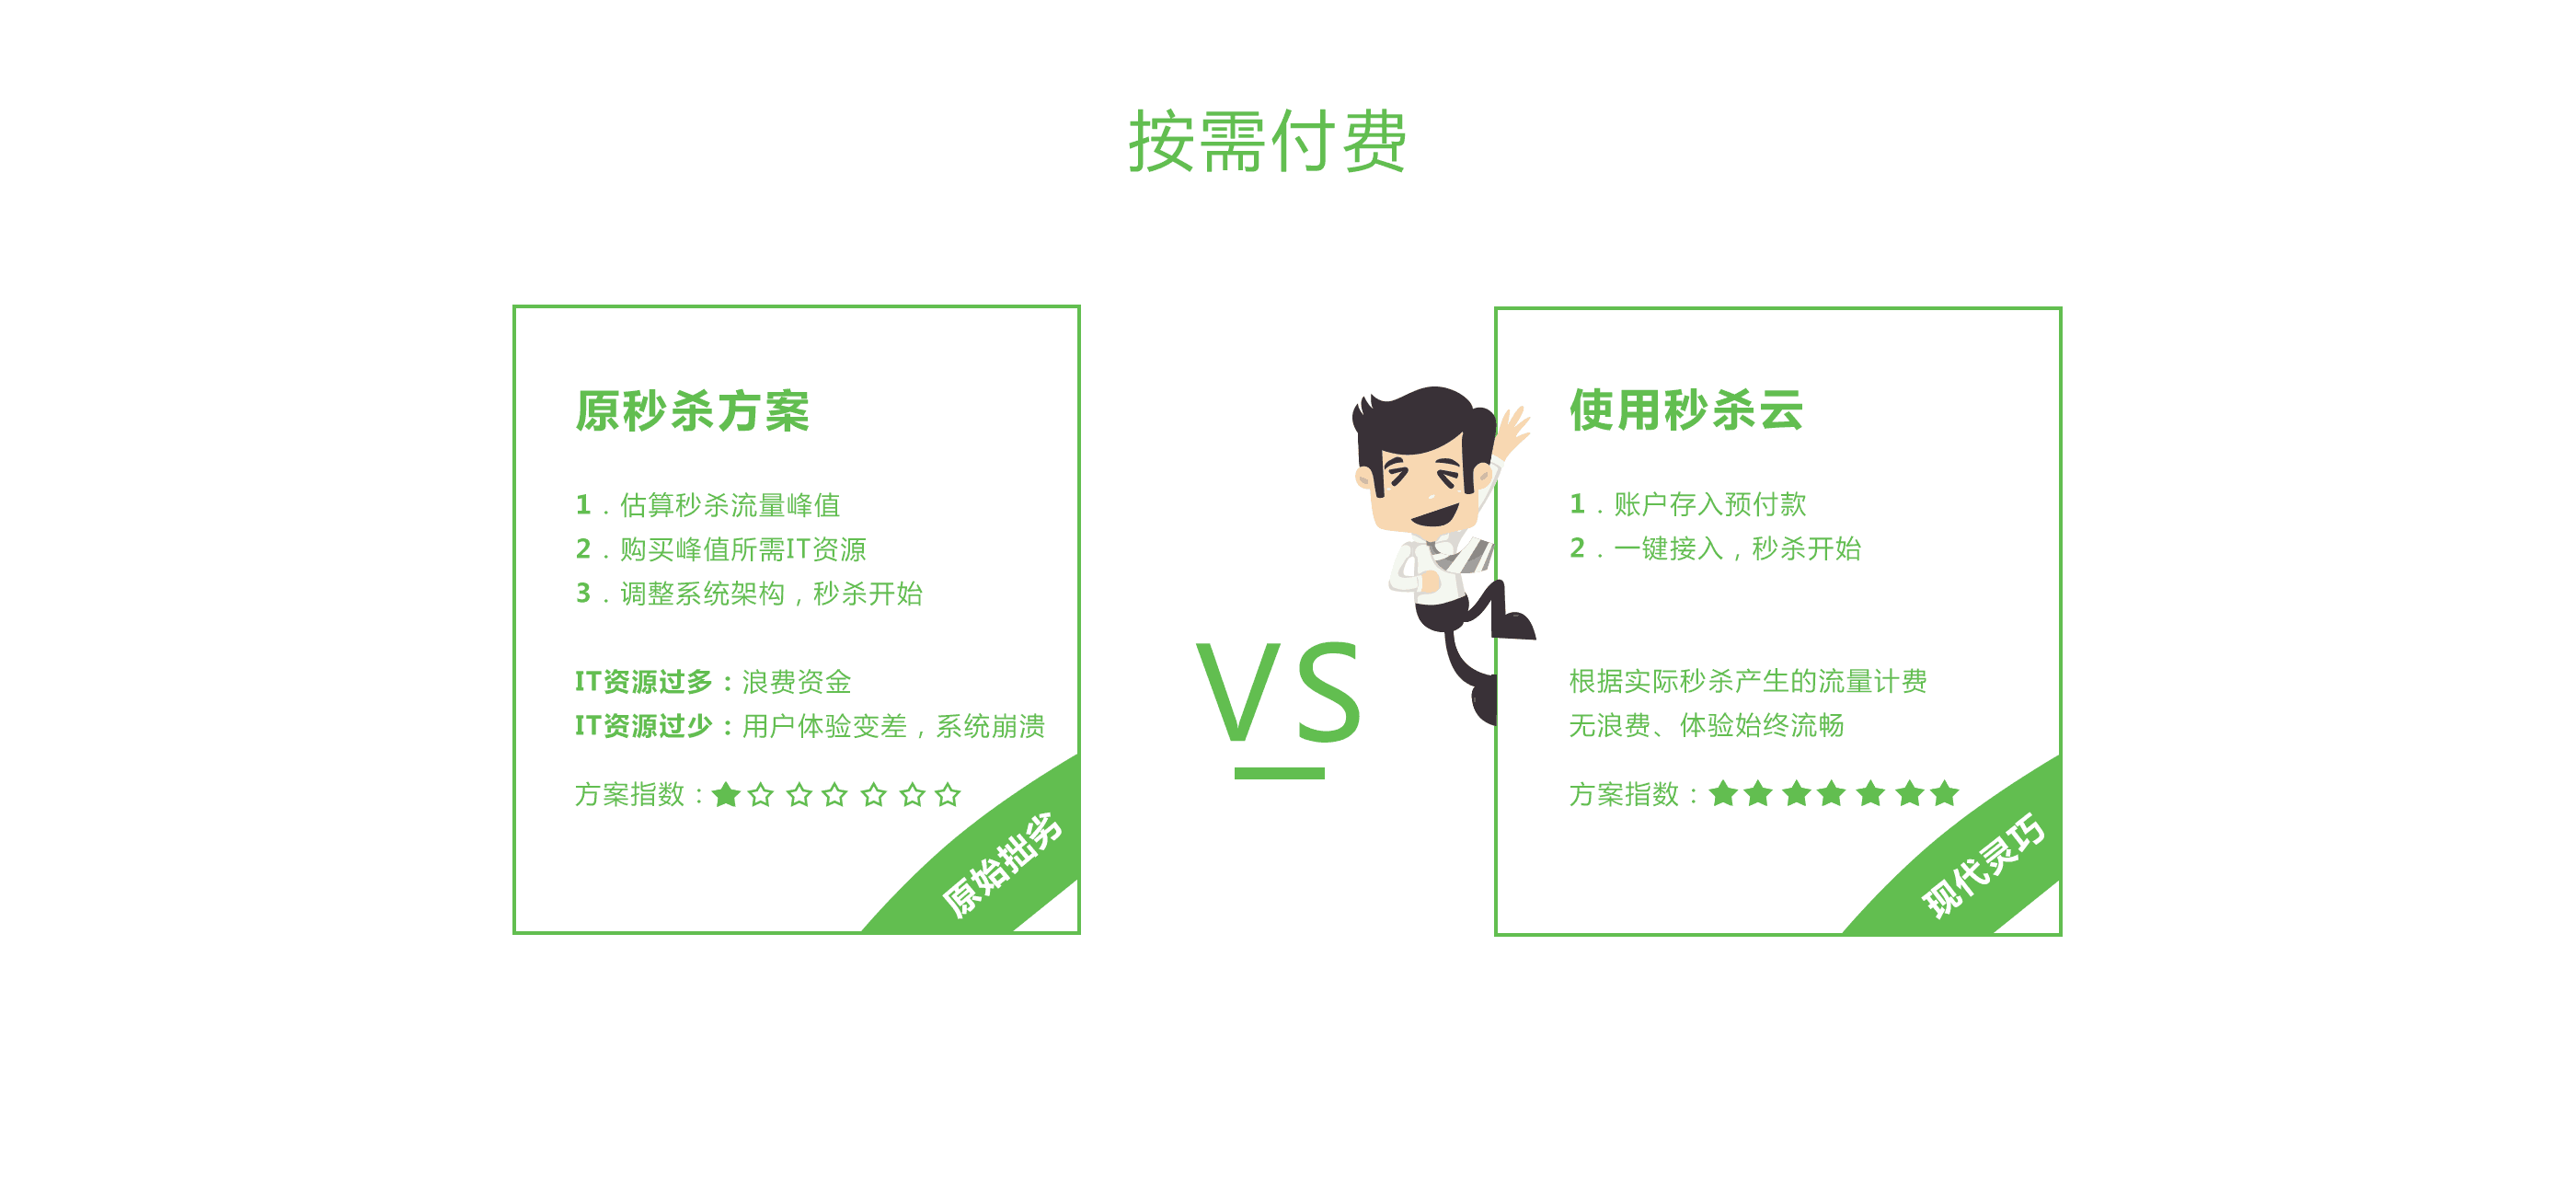 按需付费
原秒杀方案
1．估算秒杀流量峰值
2．购买峰值所需IT资源
3．调整系统架构，秒杀开始
IT资源过多：浪费资金
IT资源过少：用户体验变差，系统崩溃
方案指数：★☆☆☆☆☆☆
原始拙劣
VS
使用秒杀云
1．账户存入预付款
2．一键接入，秒杀开始
根据实际秒杀产生的流量计费
无浪费、体验始终流畅
方案指数：★★★★★★★
现代灵巧